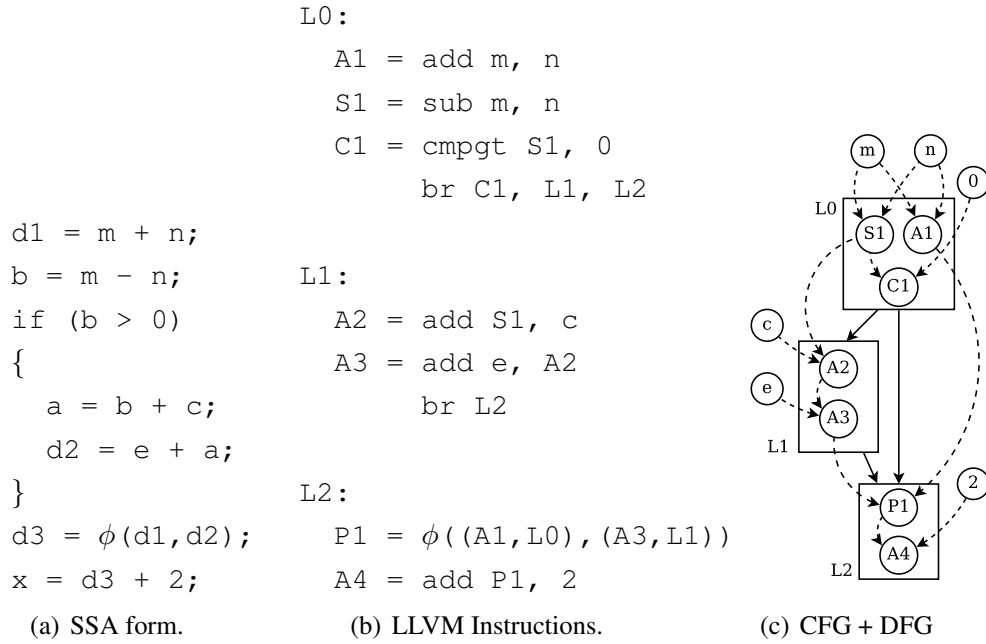 d1 = m + n;
b = m − n;
if (b > 0)
{
a = b + c;
d2 = e + a;
}
d3 = ϕ(d1,d2);
x = d3 + 2;
(a) SSA form.
L0:
A1 = add m, n
S1 = sub m, n
C1 = cmpgt S1, 0
br C1, L1, L2
L1:
A2 = add S1, c
A3 = add e, A2
br L2
L2:
P1 = ϕ((A1,L0),(A3,L1))
A4 = add P1, 2
(b) LLVM Instructions.
m n
0
L0
S1 A1
C1
c
A2
e
A3
L1
2
P1
A4
L2
(c) CFG + DFG